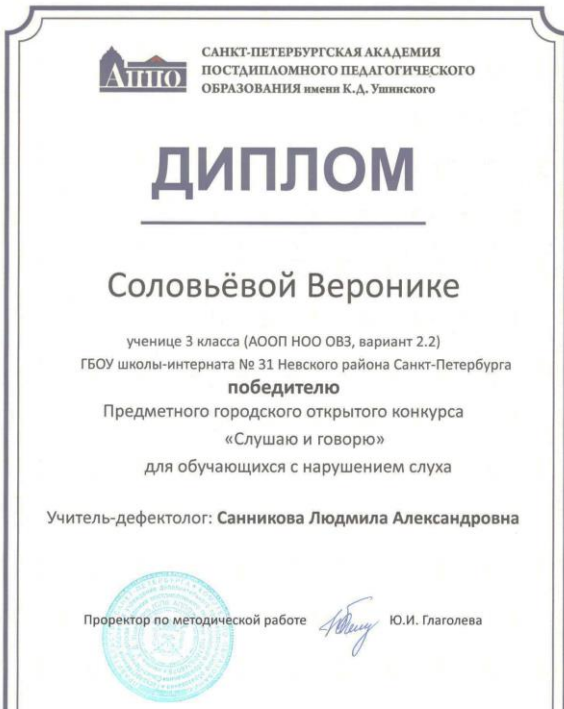 АППО
САНКТ-ПЕТЕРБУРГСКАЯ АКАДЕМИЯ
ПОСТДИПЛОМНОГО ПЕДАГОГИЧЕСКОГО
ОБРАЗОВАНИЯ имени К.Д. Ушинского
ДИПЛОМ
Соловьёвой Веронике
ученице 3 класса (АООП НОО ОВЗ, вариант 2.2)
ГБОУ школы-интерната № 31 Невского района Санкт-Петербурга
победителю
Предметного городского открытого конкурса
«Слушаю и говорю»
для обучающихся с нарушением слуха
Учитель-дефектолог: Санникова Людмила Александровна
Проректор по методической работе Ю.И. Глаголева